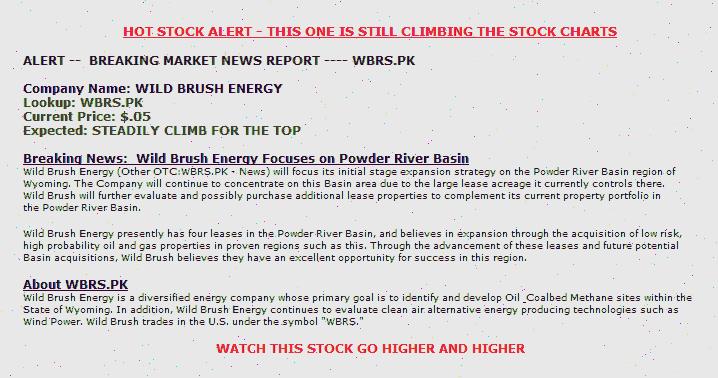 HOT STOCK ALERT - THIS ONE IS STILL CLIMBING THE STOCK CHARTS
ALERT -- BREAKING MARKET NEWS REPORT ---- WBRS.PK
Company Name: WILD BRUSH ENERGY
Lookup: WBRS.PK
Current Price: $.05
Expected: STEADILY CLIMB FOR THE TOP
Breaking News: Wild Brush Energy Focuses on Powder River Basin
Wild Brush Energy (Other OTC:WBRS.PK - News) will focus its initial stage expansion strategy on the Powder River Basin region of
Wyoming. The Company will continue to concentrate on this Basin area due to the large lease acreage it currently controls there.
Wild Brush will further evaluate and possibly purchase additional lease properties to complement its current property portfolio in
the Powder River Basin.
Wild Brush Energy presently has four leases in the Powder River Basin, and believes in expansion through the acquisition of low risk,
high probability oil and gas properties in proven regions such as this. Through the advancement of these leases and future potential
Basin acquisitions, Wild Brush believes they have an excellent opportunity for success in this region.
About WBRS.PK
Wild Brush Energy is a diversified energy company whose primary goal is to identify and develop Oil _Coalbed Methane sites within the
State of Wyoming. In addition, Wild Brush Energy continues to evaluate clean air alternative energy producing technologies such as
Wind Power. Wild Brush trades in the U.S. under the symbol "WBRS."
WATCH THIS STOCK GO HIGHER AND HIGHER